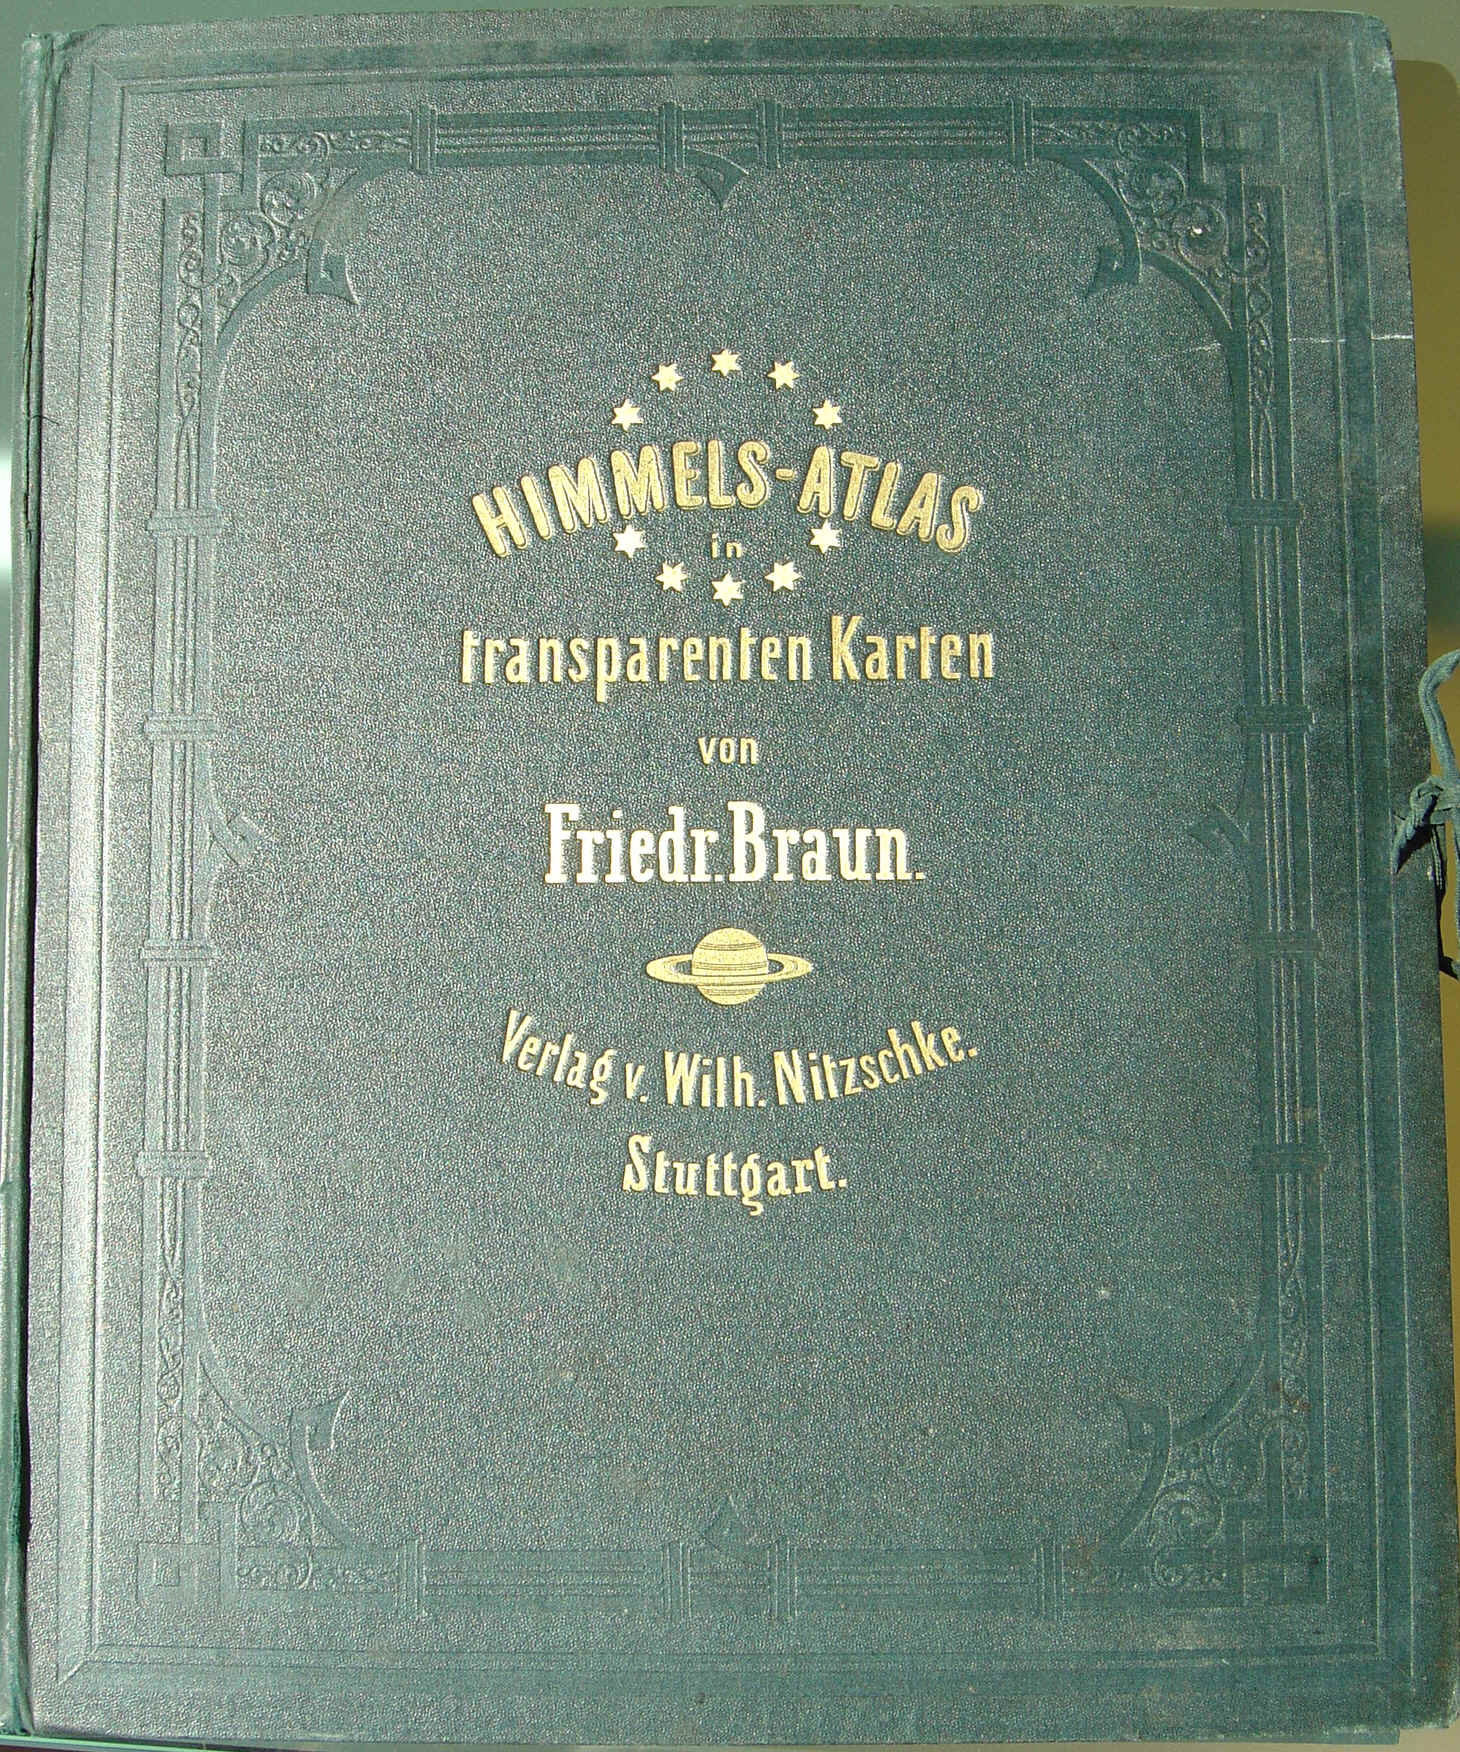 HIMMELS-ATLAS
in
transparenten Karten
von
Friedr. Braun.
Verlag v. Wilh. Nitzschke.
Stuttgart.